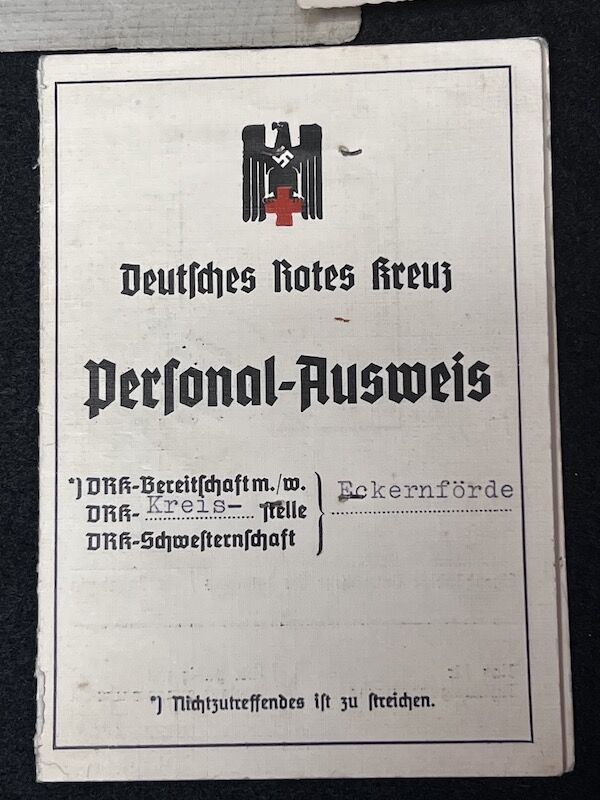 Deutsches Rotes Kreuz
Personal-Ausweis
*) DRK-Bereitschaft m./w.
DRK- Kreis- stelle
DRK-Schwesternschaft
Eckernförde
*) Nichtzutreffendes ist zu streichen.